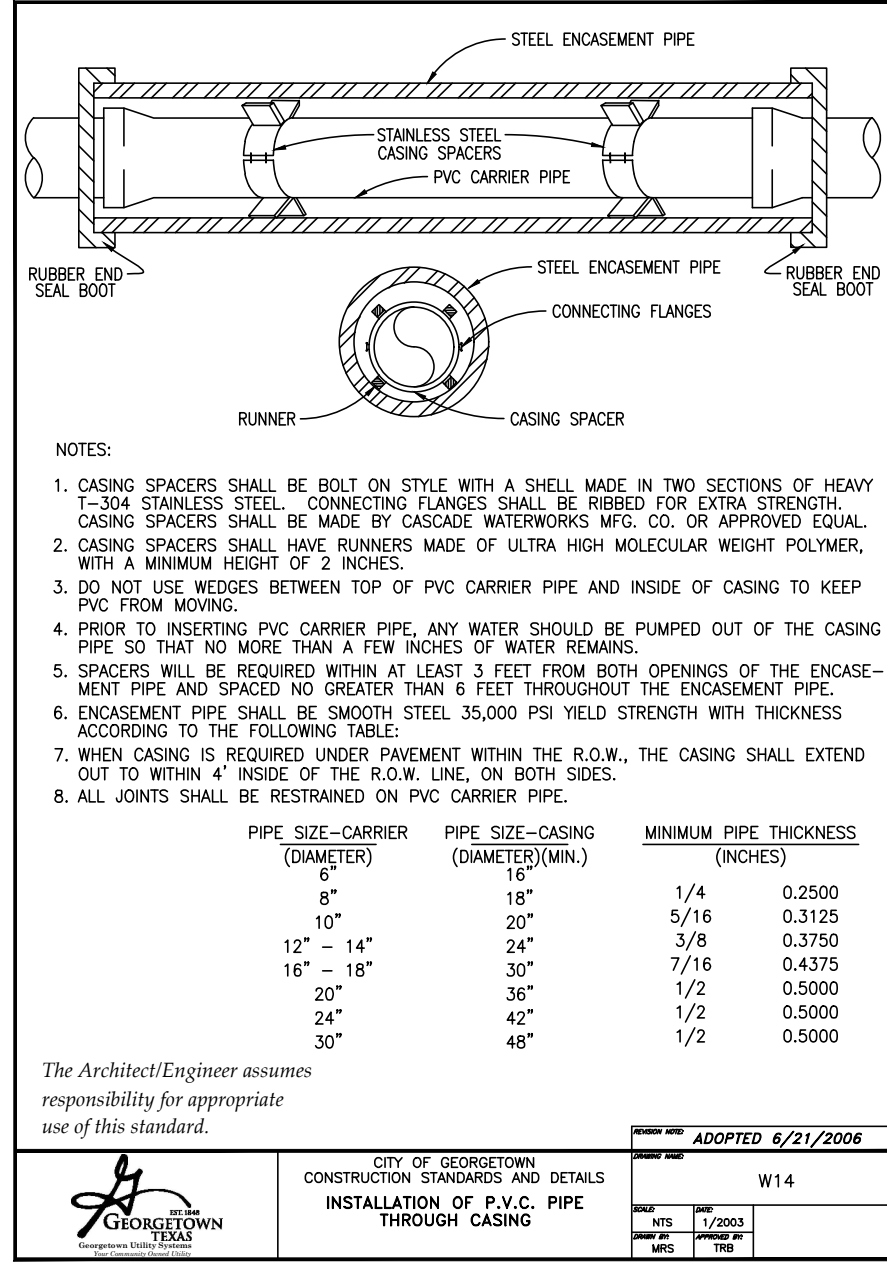 STEEL ENCASEMENT PIPE
STAINLESS STEEL
CASING SPACERS
PVC CARRIER PIPE
RUBBER END
SEAL BOOT
STEEL ENCASEMENT PIPE
RUBBER END
SEAL BOOT
CONNECTING FLANGES
RUNNER
CASING SPACER
NOTES:
1. CASING SPACERS SHALL BE BOLT ON STYLE WITH A SHELL MADE IN TWO SECTIONS OF HEAVY
T-304 STAINLESS STEEL. CONNECTING FLANGES SHALL BE RIBBED FOR EXTRA STRENGTH.
CASING SPACERS SHALL BE MADE BY CASCADE WATERWORKS MFG. CO. OR APPROVED EQUAL.
2. CASING SPACERS SHALL HAVE RUNNERS MADE OF ULTRA HIGH MOLECULAR WEIGHT POLYMER,
WITH A MINIMUM HEIGHT OF 2 INCHES.
3. DO NOT USE WEDGES BETWEEN TOP OF PVC CARRIER PIPE AND INSIDE OF CASING TO KEEP
PVC FROM MOVING.
4. PRIOR TO INSERTING PVC CARRIER PIPE, ANY WATER SHOULD BE PUMPED OUT OF THE CASING
PIPE SO THAT NO MORE THAN A FEW INCHES OF WATER REMAINS.
5. SPACERS WILL BE REQUIRED WITHIN AT LEAST 3 FEET FROM BOTH OPENINGS OF THE ENCASE-
MENT PIPE AND SPACED NO GREATER THAN 6 FEET THROUGHOUT THE ENCASEMENT PIPE.
6. ENCASEMENT PIPE SHALL BE SMOOTH STEEL 35,000 PSI YIELD STRENGTH WITH THICKNESS
ACCORDING TO THE FOLLOWING TABLE:
7. WHEN CASING IS REQUIRED UNDER PAVEMENT WITHIN THE R.O.W., THE CASING SHALL EXTEND
OUT TO WITHIN 4' INSIDE OF THE R.O.W. LINE, ON BOTH SIDES.
8. ALL JOINTS SHALL BE RESTRAINED ON PVC CARRIER PIPE.
PIPE SIZE-CARRIER PIPE SIZE-CASING MINIMUM PIPE THICKNESS
(DIAMETER) (DIAMETER)(MIN.) (INCHES)
6" 16"
8" 18" 1/4 0.2500
10" 20" 5/16 0.3125
12" - 14" 24" 3/8 0.3750
16" - 18" 30" 7/16 0.4375
20" 36" 1/2 0.5000
24" 42" 1/2 0.5000
30" 48" 1/2 0.5000
The Architect/Engineer assumes
responsibility for appropriate
use of this standard.
REVISION NOTE: ADOPTED 6/21/2006
EST. 1848
GEORGETOWN
TEXAS
Georgetown Utility Systems
Your Community Owned Utility
CITY OF GEORGETOWN
CONSTRUCTION STANDARDS AND DETAILS
INSTALLATION OF P.V.C. PIPE
THROUGH CASING
DRAWING NAME:
W14
SCALE: DATE:
NTS 1/2003
DRAWN BY: APPROVED BY:
MRS TRB